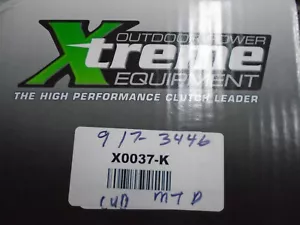 OUTDOOR POWER
Xtreme
EQUIPMENT
THE HIGH PERFORMANCE CLUTCH LEADER
917-3446
X0037-K
CUB MTD